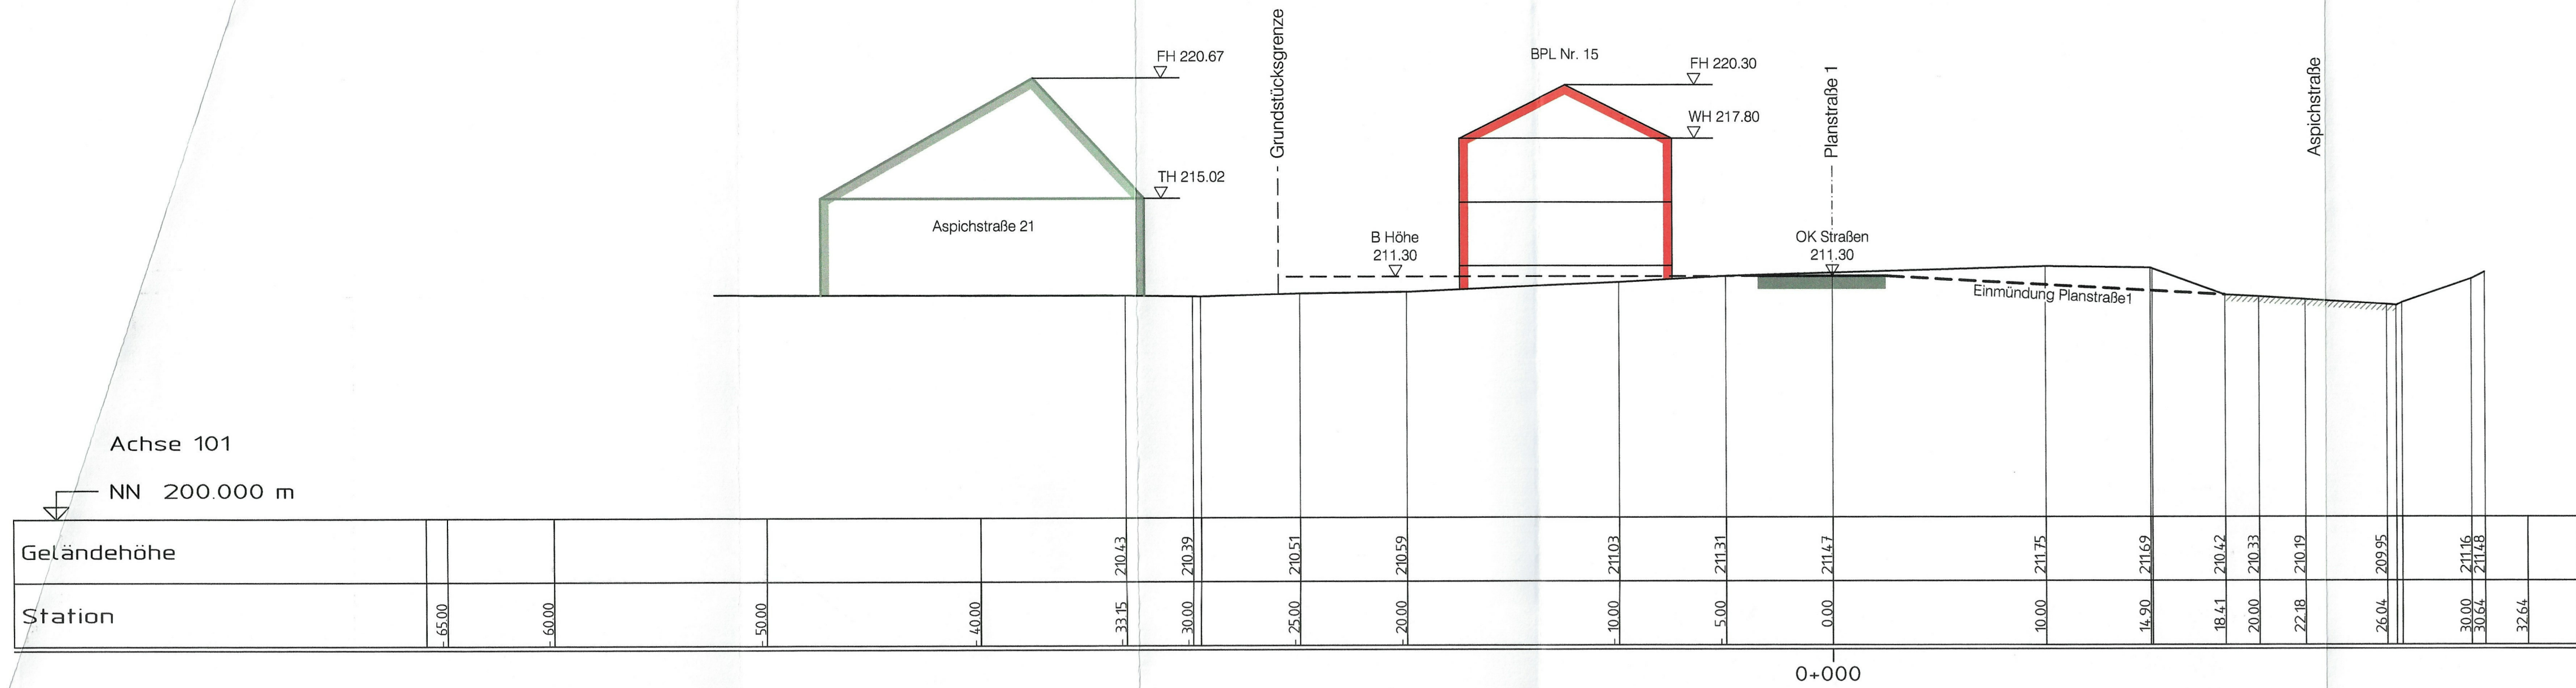 FH 220.67
TH 215.02
Aspichstraße 21
Grundstücksgrenze
B Höhe
211.30
BPL Nr. 15
FH 220.30
WH 217.80
Planstraße 1
OK Straßen
211.30
Einmündung Planstraße1
Aspichstraße
Achse 101
NN 200.000 m
Geländehöhe
210.43
210.39
210.51
210.59
211.03
211.31
211.47
211.75
211.69
210.42
210.33
210.19
209.95
211.16
211.48
Station
- 65.00
- 60.00
- 50.00
- 40.00
- 33.15
- 30.00
- 25.00
- 20.00
- 10.00
- 5.00
0.00
10.00
14.90
18.41
20.00
22.18
26.04
30.00
30.64
32.64
0+000